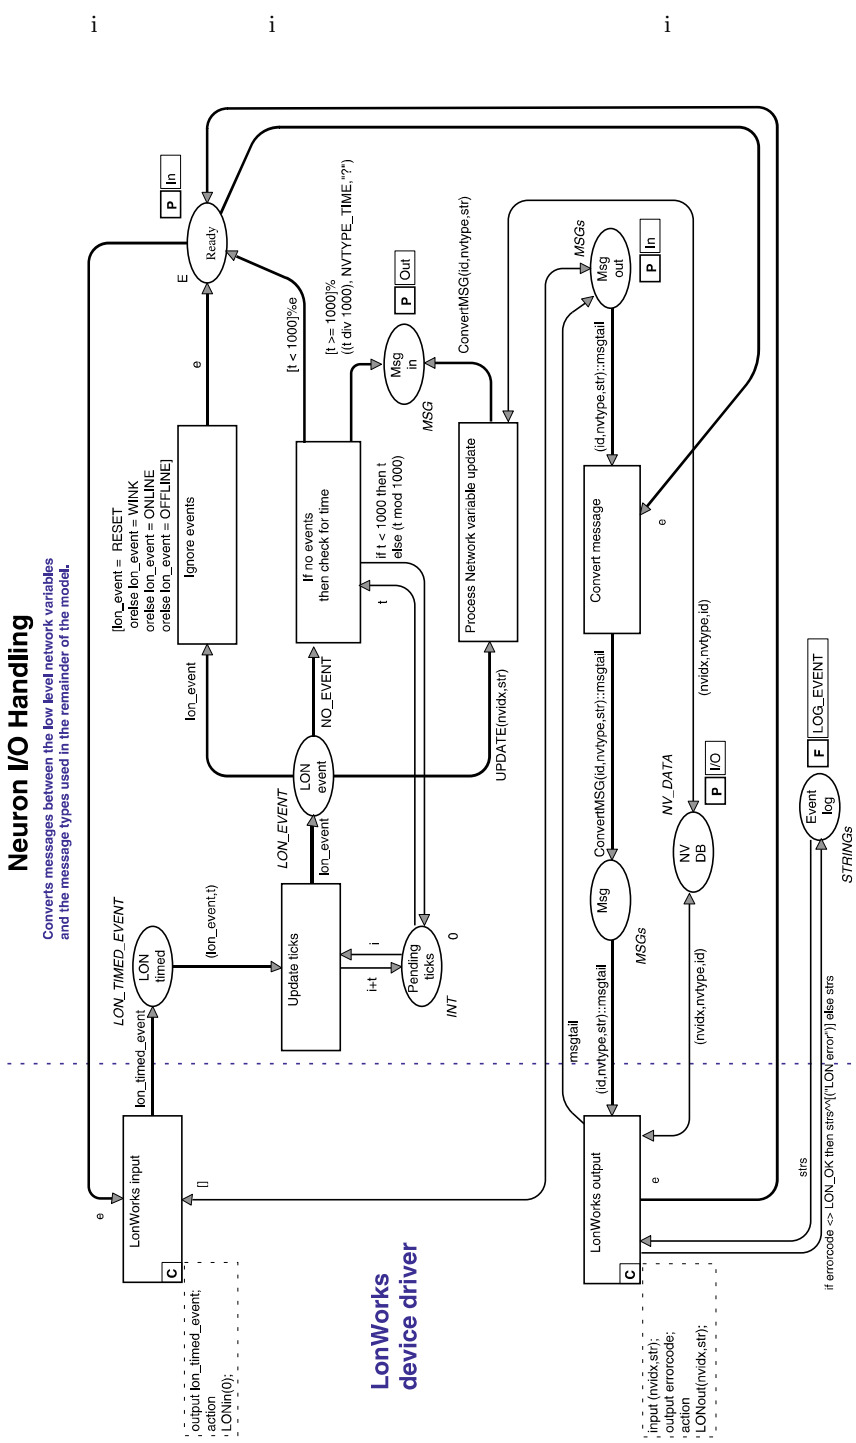 i
i
i
Neuron I/O Handling
Converts messages between the low level network variables
and the message types used in the remainder of the model.
LonWorks
device driver
LON_TIMED_EVENT
LON
timed
lon_timed_event
(lon_event,t)
e
LonWorks input
C
output lon_timed_event;
action
LONin(0);
[]
Update ticks
lon_event
LON_EVENT
LON
event
i
i+t
Pending
ticks
INT
0
lon_event
[lon_event = RESET
orelse lon_event = WINK
orelse lon_event = ONLINE
orelse lon_event = OFFLINE]
Ignore events
e
E
Ready
P
In
NO_EVENT
If no events
then check for time
t
if t < 1000 then t
else (t mod 1000)
[t < 1000]%e
[t >= 1000]%
((t div 1000), NVTYPE_TIME,"?")
Msg
in
MSG
P
Out
UPDATE(nvidx,str)
Process Network variable update
ConvertMSG(id,nvtype,str)
MSGs
Msg
out
P
In
(id,nvtype,str)::msgtail
Convert message
e
ConvertMSG(id,nvtype,str)::msgtail
Msg
MSGs
(id,nvtype,str)::msgtail
msgtail
LonWorks output
C
e
input (nvidx,str);
output errorcode;
action
LONout(nvidx,str);
(nvidx,nvtype,id)
NV_DATA
NV
DB
P
I/O
(nvidx,nvtype,id)
strs
if errorcode <> LON_OK then strs^^[("LON error")] else strs
Event
log
STRINGs
F
LOG_EVENT